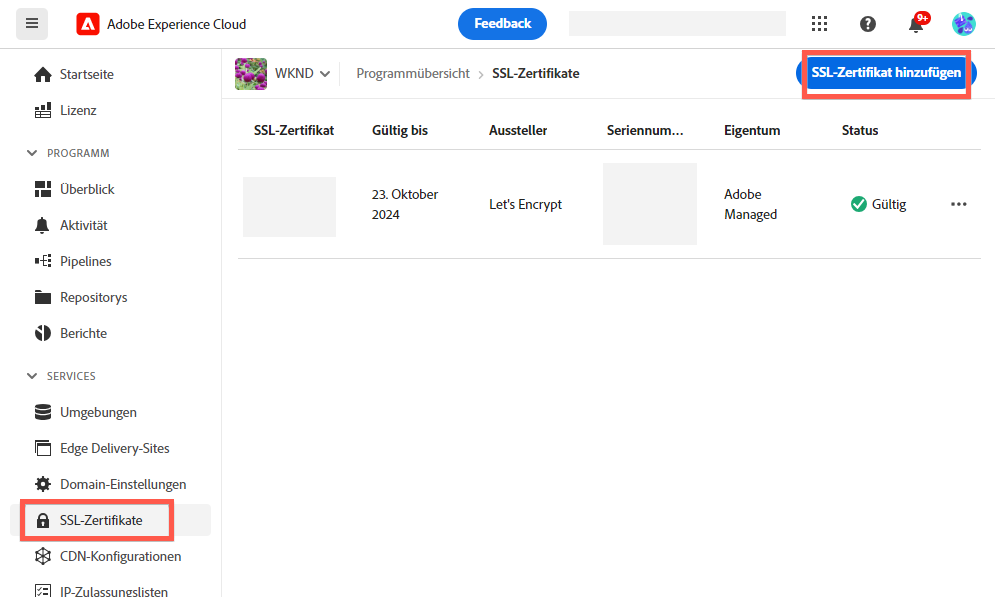 Adobe Experience Cloud
Feedback
9+
Startseite
Lizenz
PROGRAMM
Überblick
Aktivität
Pipelines
Repositorys
Berichte
SERVICES
Umgebungen
Edge Delivery-Sites
Domain-Einstellungen
SSL-Zertifikate
CDN-Konfigurationen
IP-Zulassungslisten
WKND
Programmübersicht > SSL-Zertifikate
SSL-Zertifikat hinzufügen
SSL-Zertifikat Gültig bis Aussteller Seriennum... Eigentum Status
23. Oktober
2024
Let's Encrypt
Adobe
Managed
Gültig